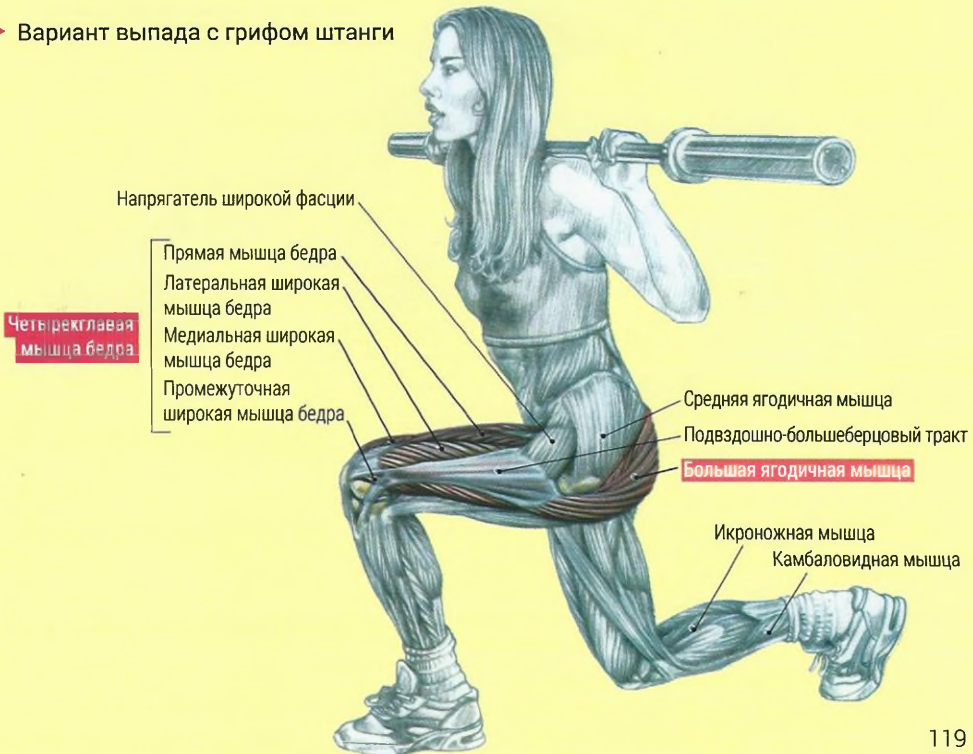 Вариант выпада с грифом штанги
Напрягатель широкой фасции
Прямая мышца бедра
Латеральная широкая
мышца бедра
Медиальная широкая
мышца бедра
Промежуточная
широкая мышца бедра
Четырехглавая
мышца бедра
Средняя ягодичная мышца
Подвздошно-большеберцовый тракт
Большая ягодичная мышца
Икроножная мышца
Камбаловидная мышца
119